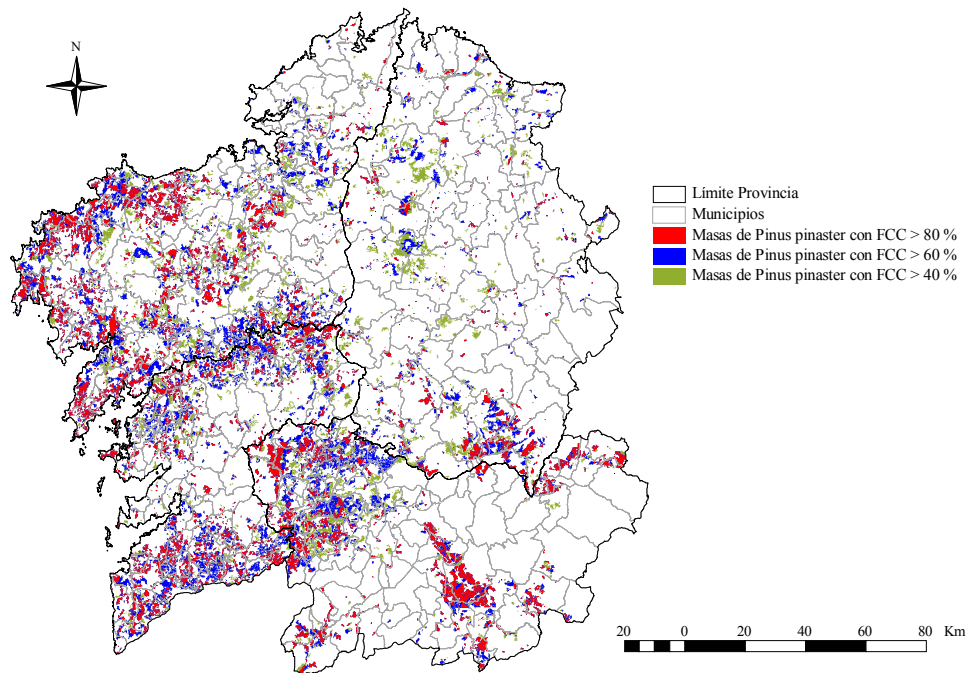 N
Límite Provincia
Municipios
Masas de Pinus pinaster con FCC > 80 %
Masas de Pinus pinaster con FCC > 60 %
Masas de Pinus pinaster con FCC > 40 %
20 0 20 40 60 80 Km